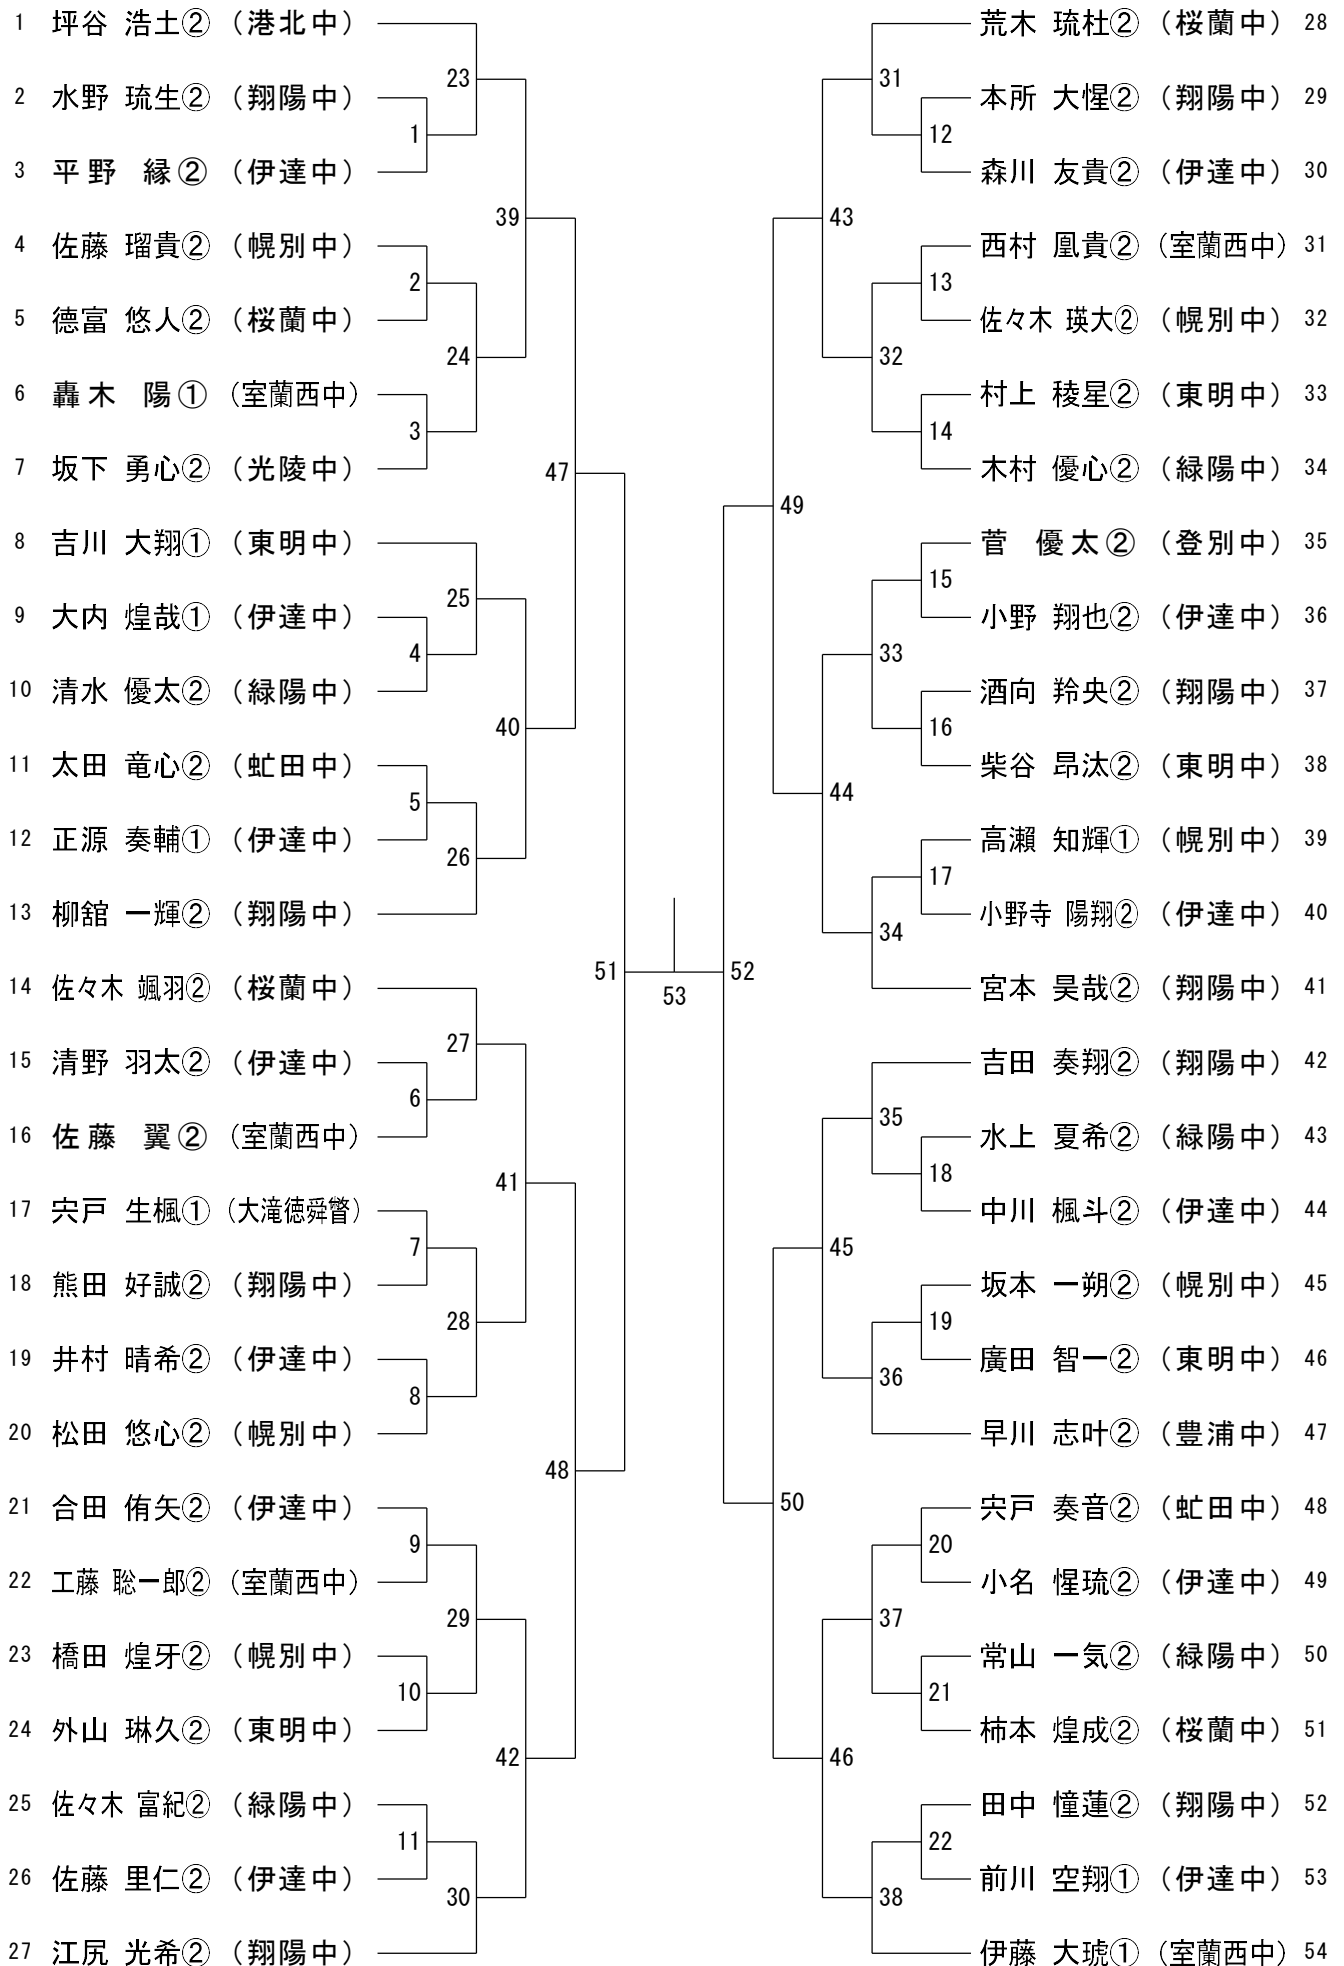 1 坪谷 浩土② （港北中）
2 水野 琉生② （翔陽中）
3 平野 縁② （伊達中）
4 佐藤 瑠貴② （幌別中）
5 德富 悠人② （桜蘭中）
6 轟木 陽① （室蘭西中）
7 坂下 勇心② （光陵中）
8 吉川 大翔① （東明中）
9 大内 煌哉① （伊達中）
10 清水 優太② （緑陽中）
11 太田 竜心② （虻田中）
12 正源 奏輔① （伊達中）
13 柳舘 一輝② （翔陽中）
14 佐々木 颯羽② （桜蘭中）
15 清野 羽太② （伊達中）
16 佐藤 翼② （室蘭西中）
17 宍戸 生楓① （大滝徳舜瞥）
18 熊田 好誠② （翔陽中）
19 井村 晴希② （伊達中）
20 松田 悠心② （幌別中）
21 合田 侑矢② （伊達中）
22 工藤 聡一郎② （室蘭西中）
23 橋田 煌牙② （幌別中）
24 外山 琳久② （東明中）
25 佐々木 富紀② （緑陽中）
26 佐藤 里仁② （伊達中）
27 江尻 光希② （翔陽中）
1
2
3
4
5
6
7
8
9
10
11
23
24
25
26
27
28
29
30
39
40
41
42
47
48
51
53
52
49
50
43
44
45
46
31
32
33
34
35
36
37
38
12
13
14
15
16
17
18
19
20
21
22
荒木 琉杜② （桜蘭中） 28
本所 大惺② （翔陽中） 29
森川 友貴② （伊達中） 30
西村 凰貴② （室蘭西中） 31
佐々木 瑛大② （幌別中） 32
村上 稜星② （東明中） 33
木村 優心② （緑陽中） 34
菅 優太② （登別中） 35
小野 翔也② （伊達中） 36
酒向 羚央② （翔陽中） 37
柴谷 昂汰② （東明中） 38
高瀨 知輝① （幌別中） 39
小野寺 陽翔② （伊達中） 40
宮本 昊哉② （翔陽中） 41
吉田 奏翔② （翔陽中） 42
水上 夏希② （緑陽中） 43
中川 楓斗② （伊達中） 44
坂本 一朔② （幌別中） 45
廣田 智一② （東明中） 46
早川 志叶② （豊浦中） 47
宍戸 奏音② （虻田中） 48
小名 惺琉② （伊達中） 49
常山 一気② （緑陽中） 50
柿本 煌成② （桜蘭中） 51
田中 憧蓮② （翔陽中） 52
前川 空翔① （伊達中） 53
伊藤 大琥① （室蘭西中） 54